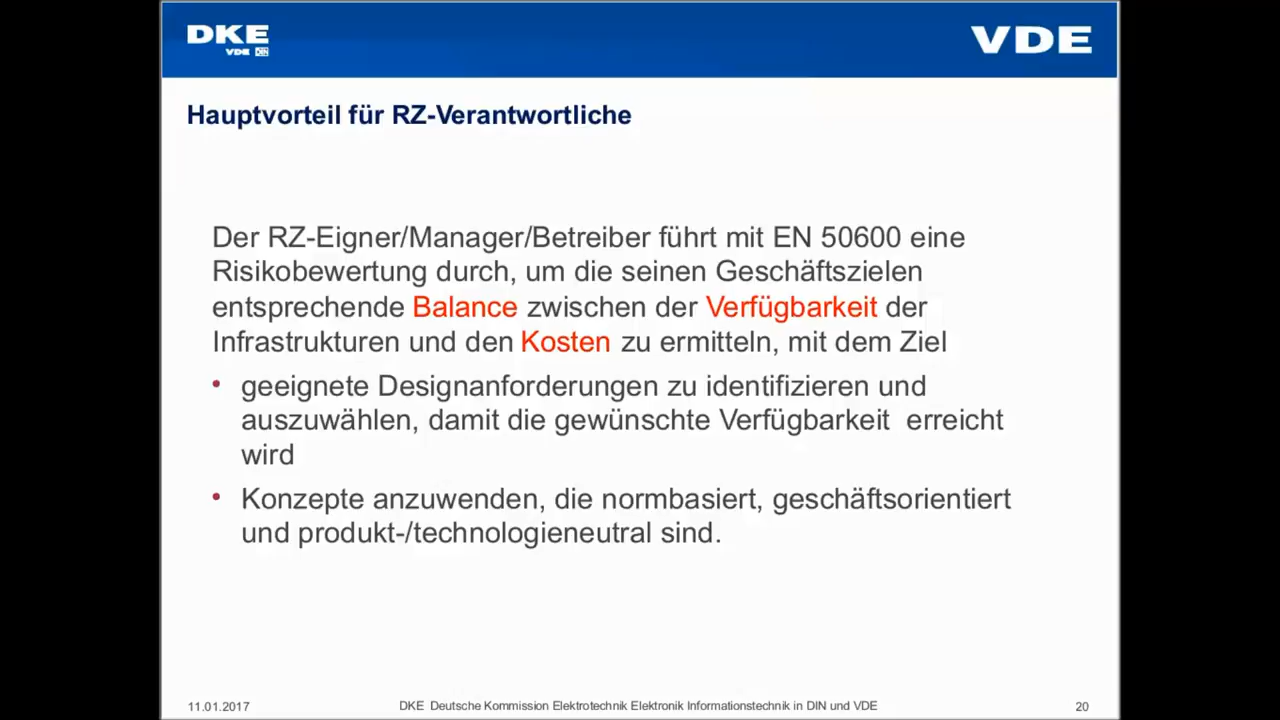 DKE
VDE DIN
VDE
Hauptvorteil für RZ-Verantwortliche
Der RZ-Eigner/Manager/Betreiber führt mit EN 50600 eine
Risikobewertung durch, um die seinen Geschäftszielen
entsprechende Balance zwischen der Verfügbarkeit der
Infrastrukturen und den Kosten zu ermitteln, mit dem Ziel
• geeignete Designanforderungen zu identifizieren und
auszuwählen, damit die gewünschte Verfügbarkeit erreicht
wird
• Konzepte anzuwenden, die normbasiert, geschäftsorientiert
und produkt-/technologieneutral sind.
11.01.2017 DKE Deutsche Kommission Elektrotechnik Elektronik Informationstechnik in DIN und VDE 20